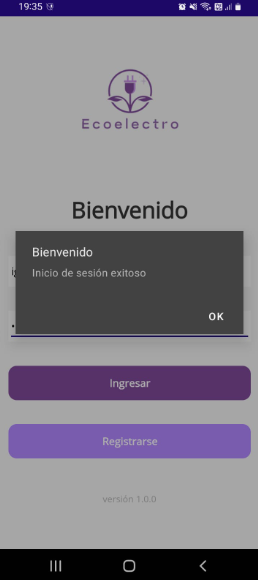 19:35
Ecoelectro
Bienvenido
Bienvenido
Inicio de sesión exitoso
OK
Ingresar
Registrarse
versión 1.0.0